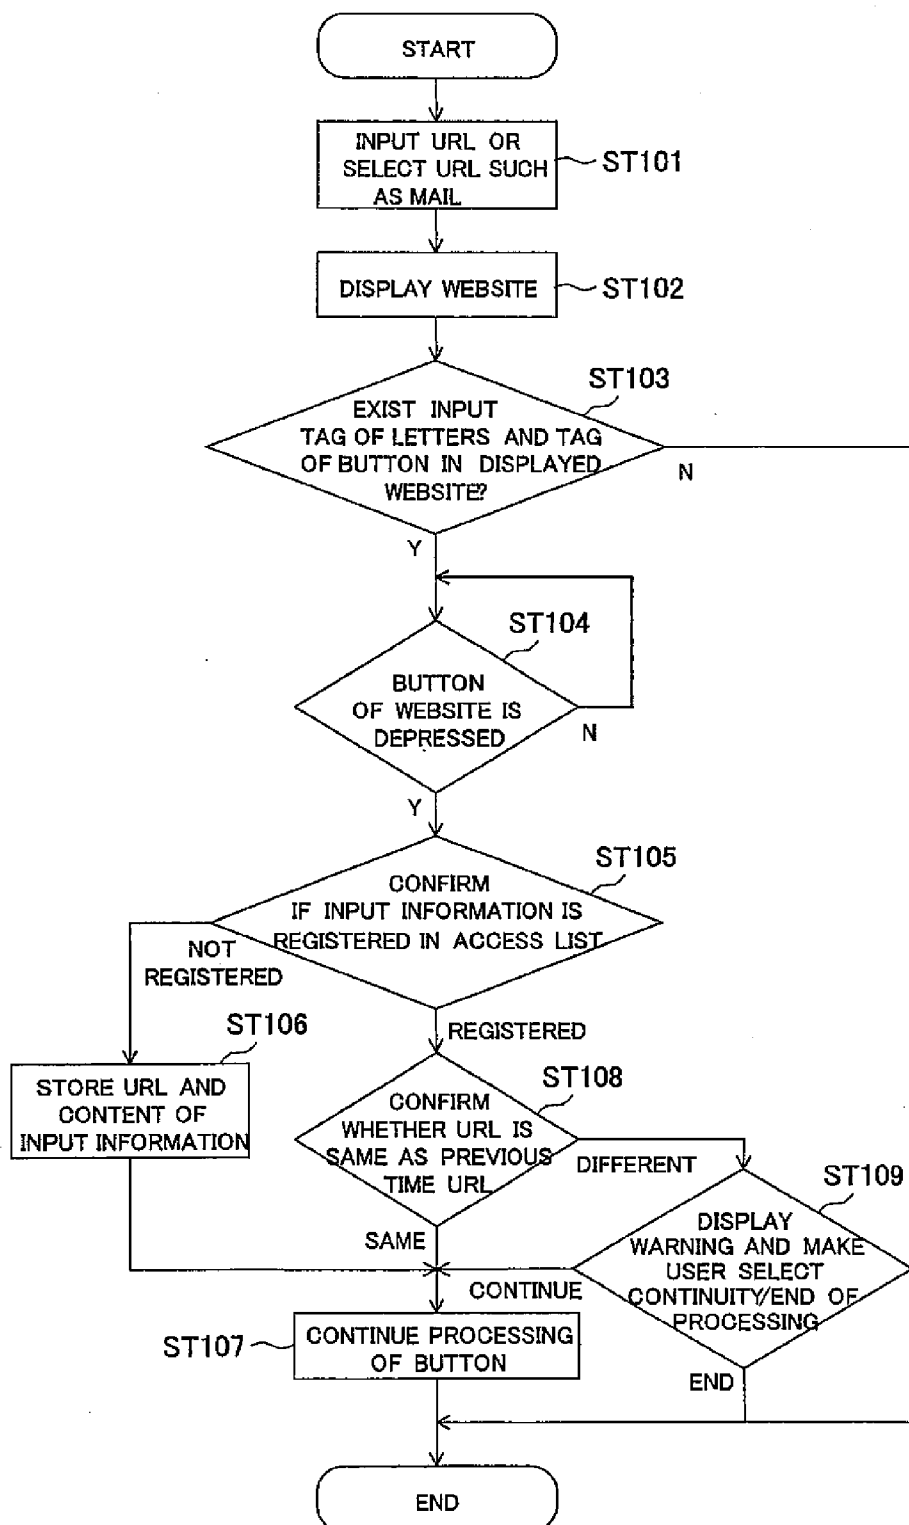 START
INPUT URL OR
SELECT URL SUCH
AS MAIL
ST101
DISPLAY WEBSITE
ST102
ST103
EXIST INPUT
TAG OF LETTERS AND TAG
OF BUTTON IN DISPLAYED
WEBSITE?
N
Y
ST104
BUTTON
OF WEBSITE IS
DEPRESSED
N
Y
ST105
CONFIRM
IF INPUT INFORMATION IS
REGISTERED IN ACCESS LIST
NOT
REGISTERED
REGISTERED
ST106
STORE URL AND
CONTENT OF
INPUT INFORMATION
ST108
CONFIRM
WHETHER URL IS
SAME AS PREVIOUS
TIME URL
DIFFERENT
SAME
ST109
DISPLAY
WARNING AND MAKE
USER SELECT
CONTINUITY/END OF
PROCESSING
CONTINUE
END
ST107
CONTINUE PROCESSING
OF BUTTON
END